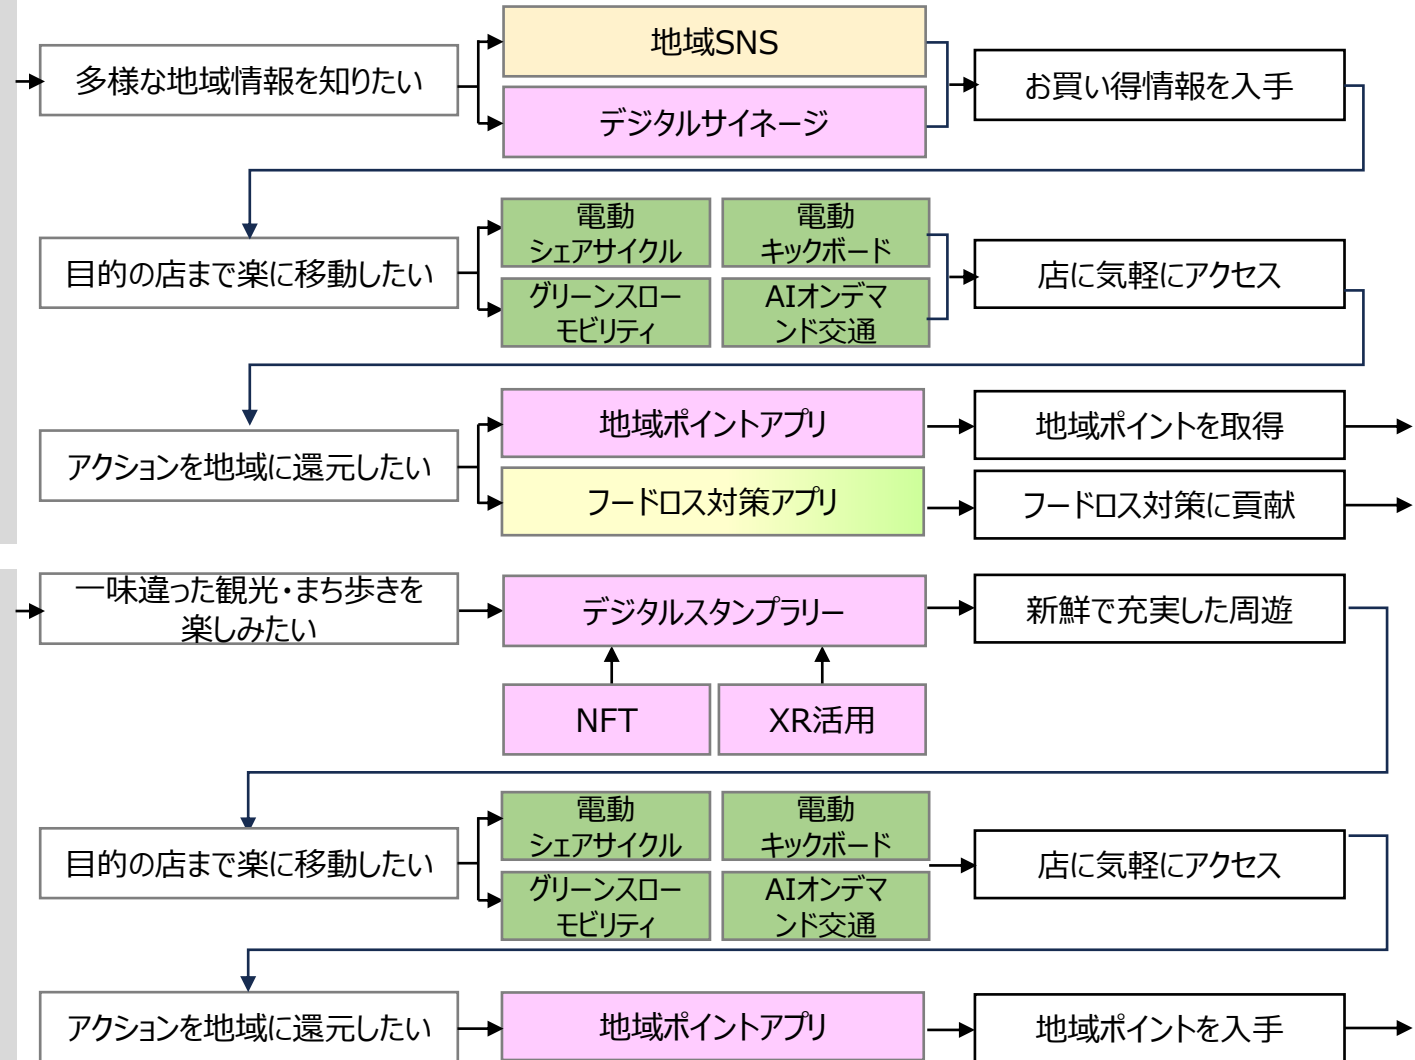 多様な地域情報を知りたい
地域SNS
デジタルサイネージ
お買い得情報を入手
目的の店まで楽に移動したい
電動
シェアサイクル
電動
キックボード
グリーンスロー
モビリティ
AIオンデマ
ンド交通
店に気軽にアクセス
アクションを地域に還元したい
地域ポイントアプリ
地域ポイントを取得
フードロス対策アプリ
フードロス対策に貢献
一味違った観光・まち歩きを
楽しみたい
デジタルスタンプラリー
新鮮で充実した周遊
NFT
XR活用
目的の店まで楽に移動したい
電動
シェアサイクル
電動
キックボード
グリーンスロー
モビリティ
AIオンデマ
ンド交通
店に気軽にアクセス
アクションを地域に還元したい
地域ポイントアプリ
地域ポイントを入手